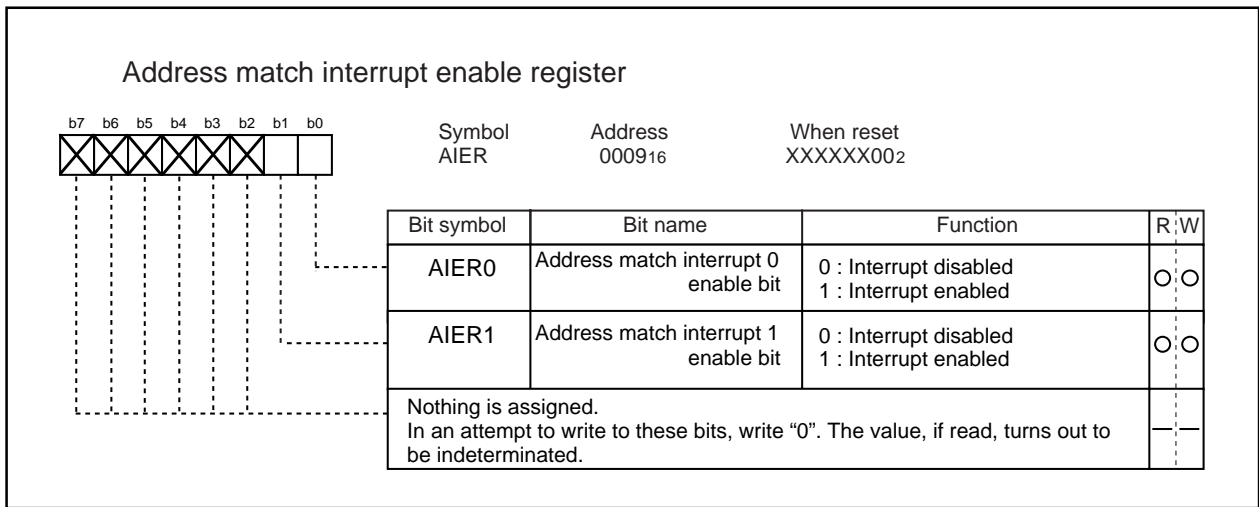 Address match interrupt enable register
b7 b6 b5 b4 b3 b2 b1 b0
Symbol Address When reset
AIER 000916 XXXXXX002
Bit symbol Bit name Function R W
AIER0 Address match interrupt 0 enable bit 0 : Interrupt disabled
1 : Interrupt enabled
AIER1 Address match interrupt 1 enable bit 0 : Interrupt disabled
1 : Interrupt enabled
Nothing is assigned.
In an attempt to write to these bits, write “0”. The value, if read, turns out to
be indeterminated.